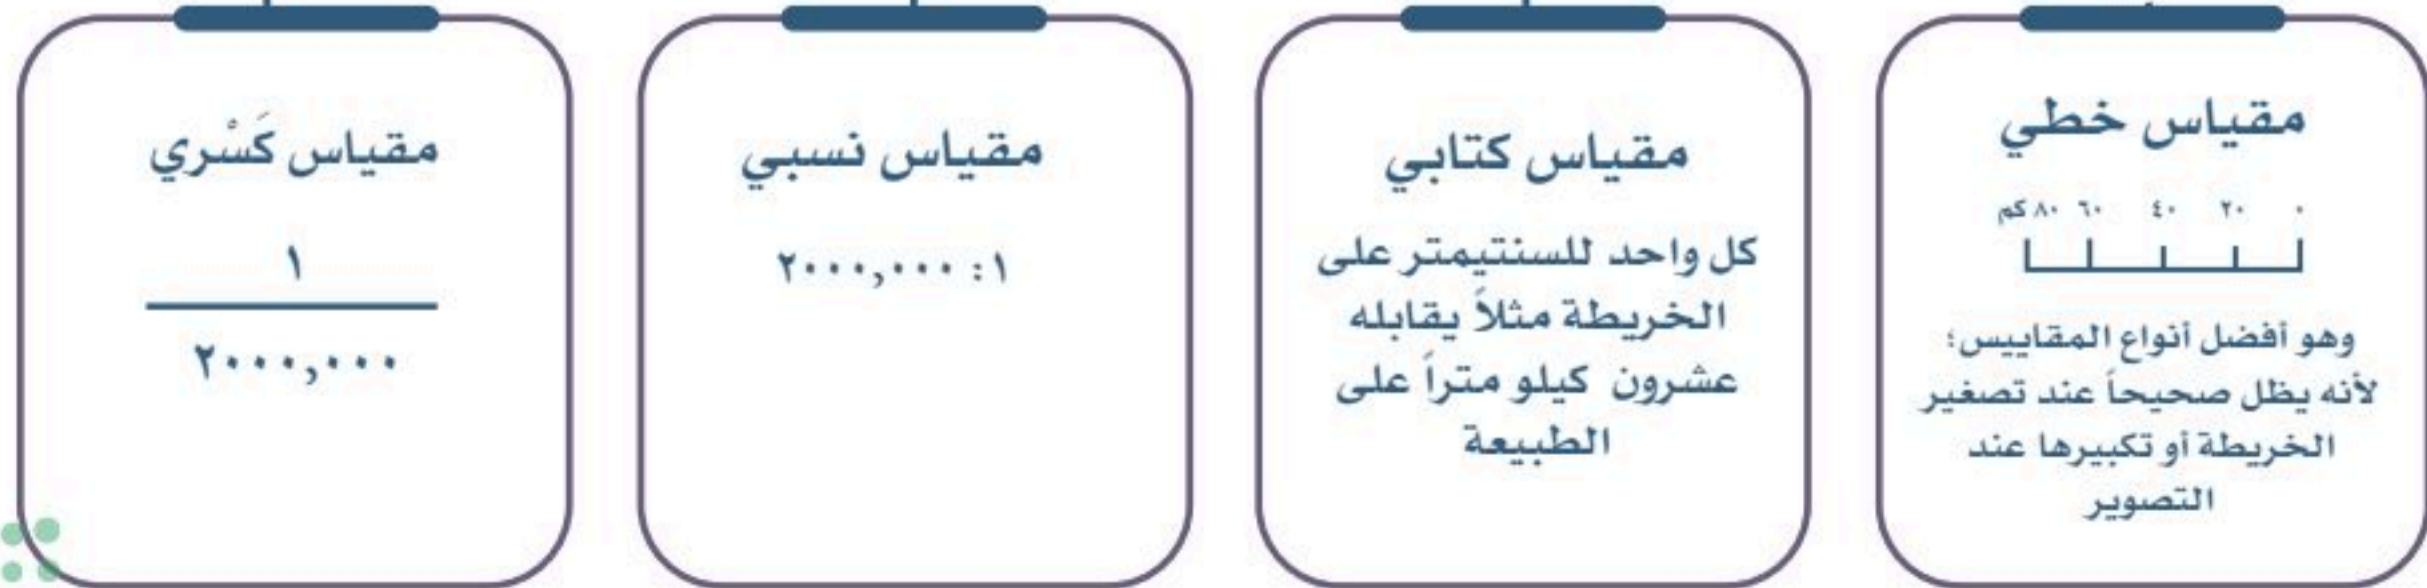 مقياس خطي
٠ ٢٠ ٤٠ ٦٠ ٨٠ كم
وهو أفضل أنواع المقاييس؛
لأنه يظل صحيحاً عند تصغير
الخريطة أو تكبيرها عند
التصوير
مقياس كتابي
كل واحد للسنتيمتر على
الخريطة مثلاً يقابله
عشرون كيلو متراً على
الطبيعة
مقياس نسبي
١: ٢٠٠٠,٠٠٠
مقياس كَسْري
١
٢٠٠٠,٠٠٠